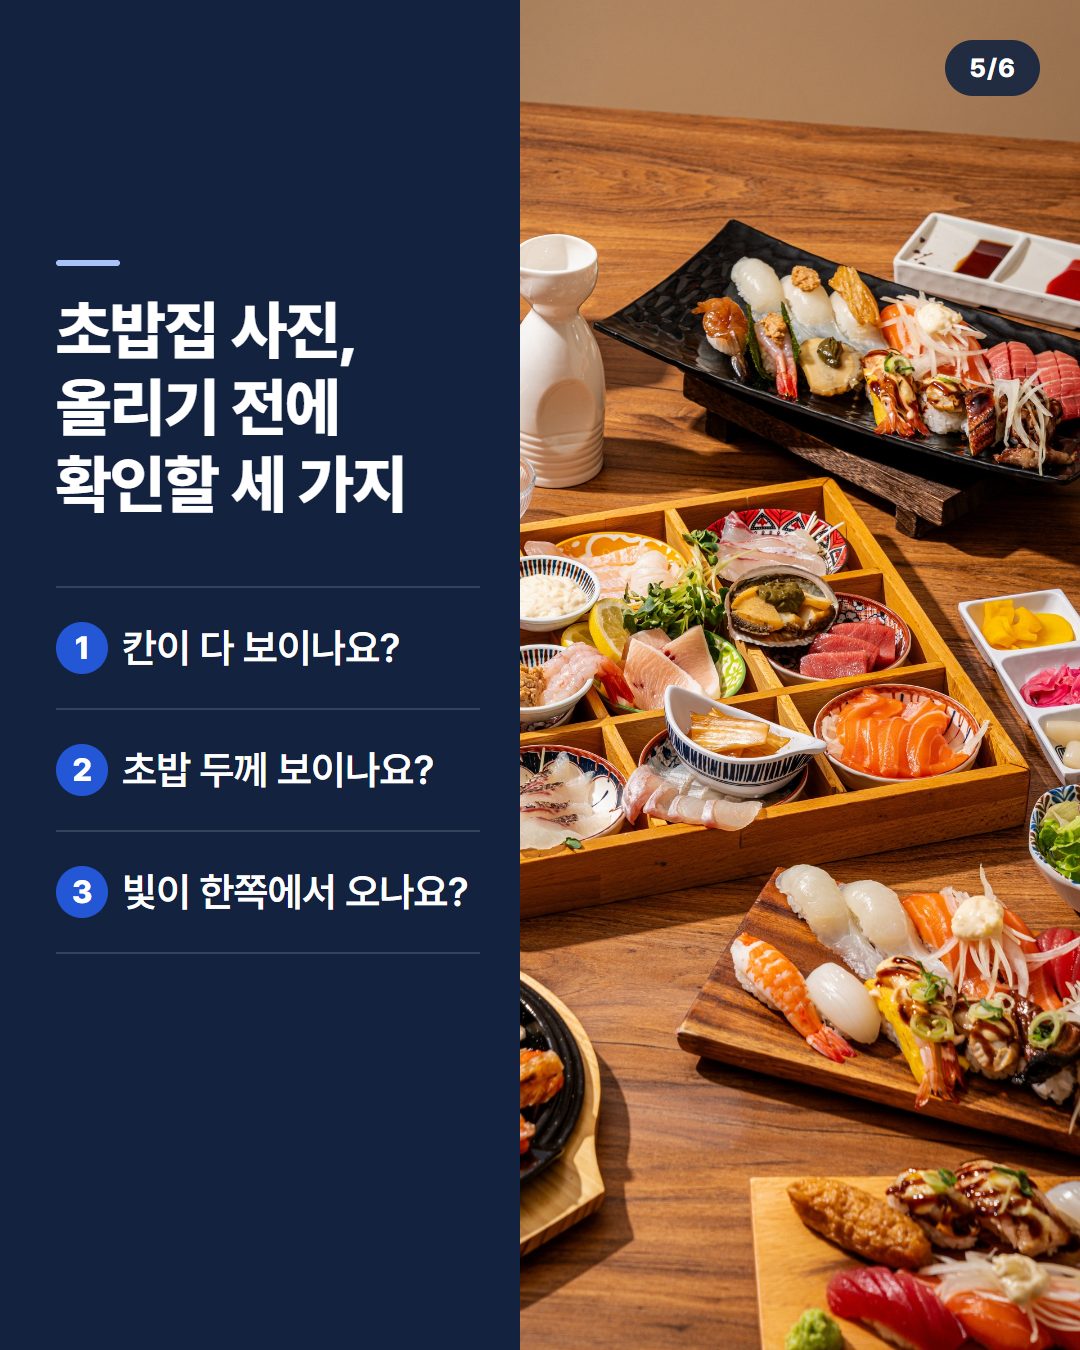 5/6
초밥집 사진,
올리기 전에
확인할 세 가지
1 칸이 다 보이나요?
2 초밥 두께 보이나요?
3 빛이 한쪽에서 오나요?